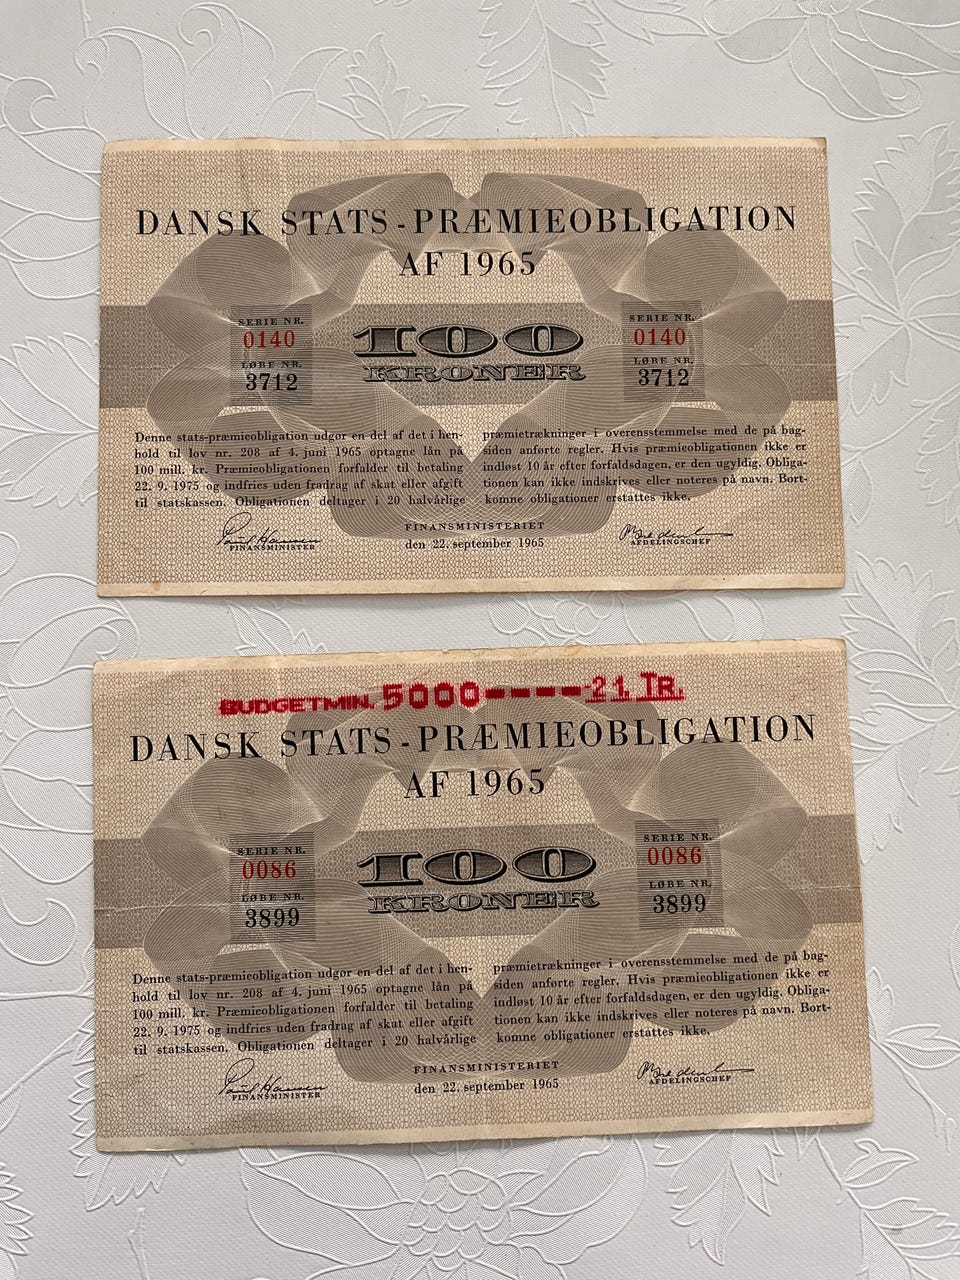 DANSK STATS-PRÆMIEOBLIGATION
AF 1965
SERIE NR.
0140
LØBE NR.
3712
100
KRONER
SERIE NR.
0140
LØBE NR.
3712
Denne stats-præmieobligation udgør en del af det i hen-
hold til lov nr. 208 af 4. juni 1965 optagne lån på
100 mill. kr. Præmieobligationen forfalder til betaling
22. 9. 1975 og indfries uden fradrag af skat eller afgift
til statskassen. Obligationen deltager i 20 halvårlige
præmietrækninger i overensstemmelse med de på bag-
siden anførte regler. Hvis præmieobligationen ikke er
indløst 10 år efter forfaldsdagen, er den ugyldig. Obliga-
tionen kan ikke indskrives eller noteres på navn. Bort-
komne obligationer erstattes ikke.
Poul Hansen
FINANSMINISTER
FINANSMINISTERIET
den 22. september 1965
AFDELINGSCHEF
BUDGETMIN. 5000----21 TR.
DANSK STATS-PRÆMIEOBLIGATION
AF 1965
SERIE NR.
0086
LØBE NR.
3899
100
KRONER
SERIE NR.
0086
LØBE NR.
3899
Denne stats-præmieobligation udgør en del af det i hen-
hold til lov nr. 208 af 4. juni 1965 optagne lån på
100 mill. kr. Præmieobligationen forfalder til betaling
22. 9. 1975 og indfries uden fradrag af skat eller afgift
til statskassen. Obligationen deltager i 20 halvårlige
præmietrækninger i overensstemmelse med de på bag-
siden anførte regler. Hvis præmieobligationen ikke er
indløst 10 år efter forfaldsdagen, er den ugyldig. Obliga-
tionen kan ikke indskrives eller noteres på navn. Bort-
komne obligationer erstattes ikke.
Poul Hansen
FINANSMINISTER
FINANSMINISTERIET
den 22. september 1965
AFDELINGSCHEF